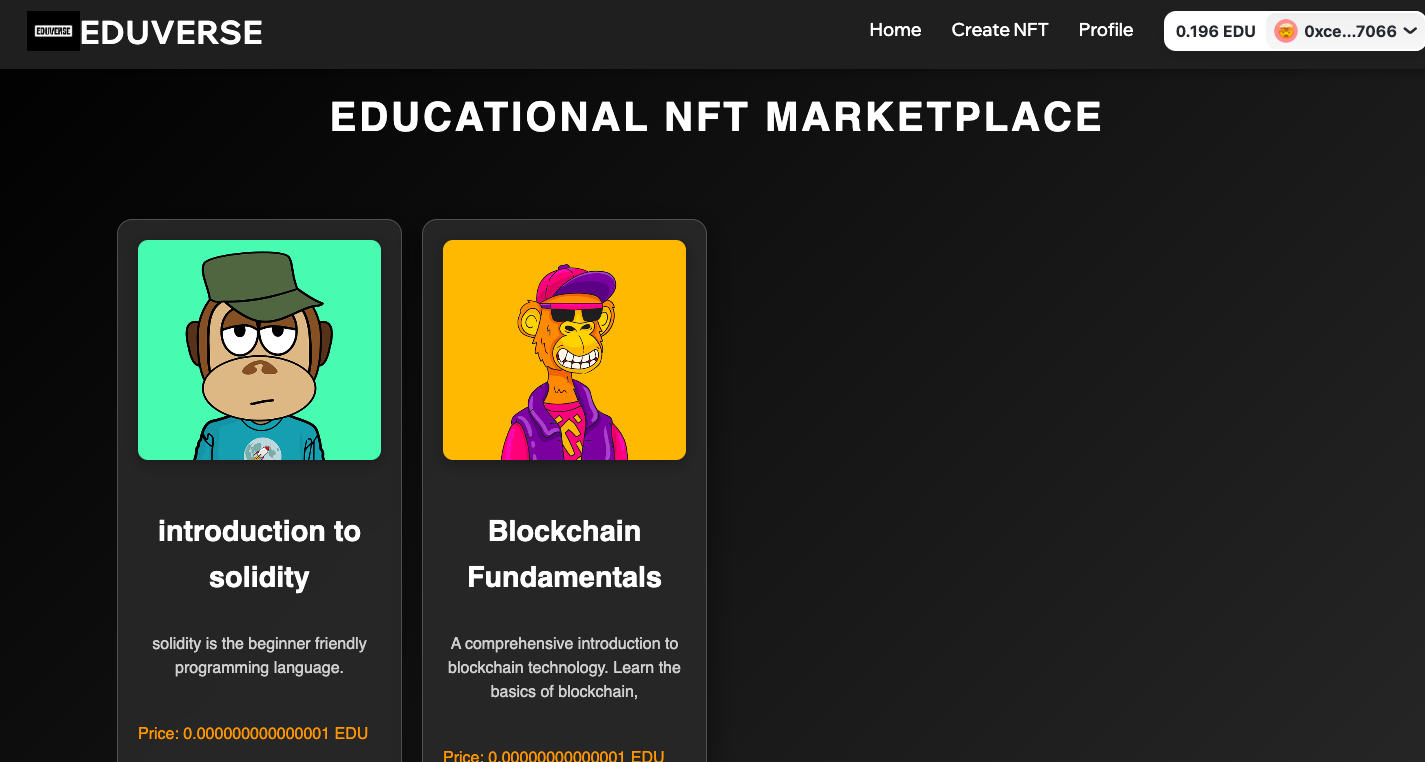 EDUVERSE EDUVERSE Home Create NFT Profile 0.196 EDU 0xce...7066
EDUCATIONAL NFT MARKETPLACE
introduction to
solidity
solidity is the beginner friendly
programming language.
Price: 0.000000000000001 EDU
Blockchain
Fundamentals
A comprehensive introduction to
blockchain technology. Learn the
basics of blockchain,
Price: 0.00000000000001 EDU